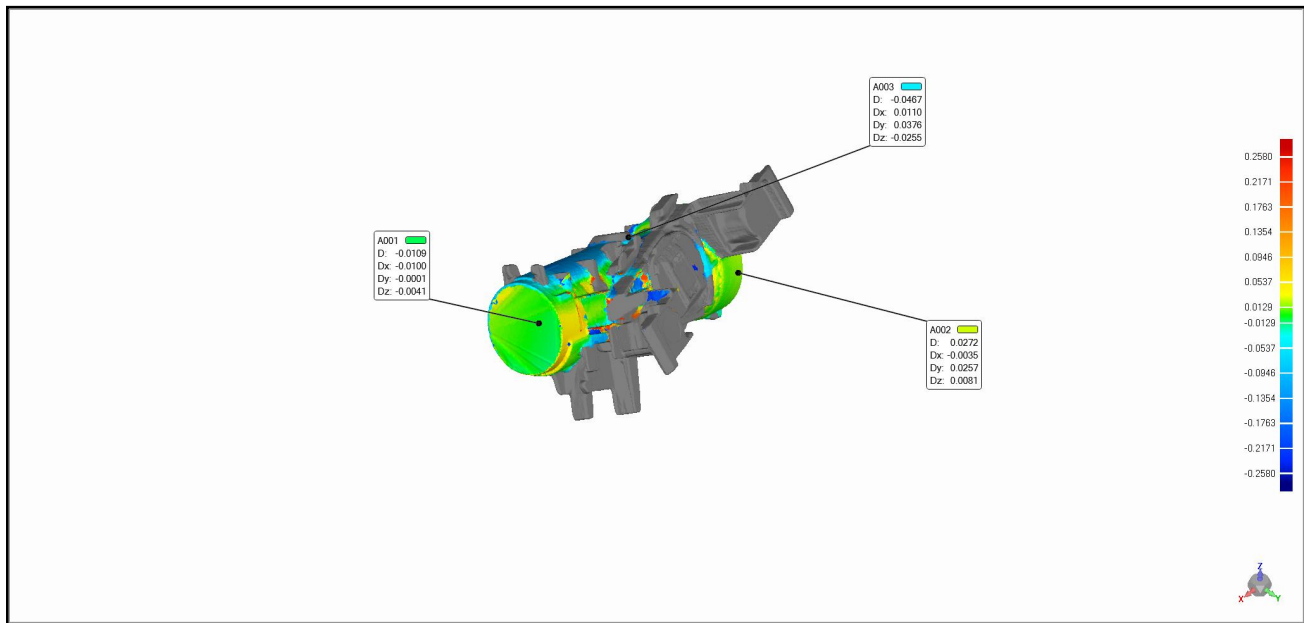 A003
D: -0.0467
Dx: 0.0110
Dy: 0.0376
Dz: -0.0255
A001
D: -0.0109
Dx: -0.0100
Dy: -0.0001
Dz: -0.0041
A002
D: 0.0272
Dx: -0.0035
Dy: 0.0257
Dz: 0.0081
0.2580
0.2171
0.1763
0.1354
0.0946
0.0537
0.0129
-0.0129
-0.0537
-0.0946
-0.1354
-0.1763
-0.2171
-0.2580
Z
X
Y